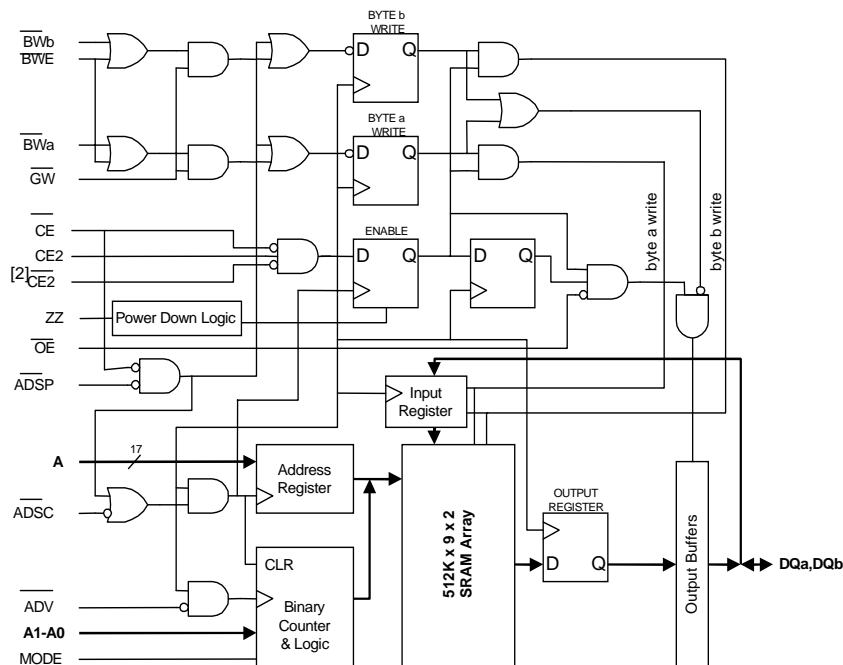 BYTE b
WRITE
BWb
BWE
D
Q
BYTE a
WRITE
BWa
D
Q
GW
byte a write
byte b write
CE
ENABLE
CE2
D
Q
D
Q
[2]
CE2
ZZ
Power Down Logic
OE
ADSP
Input
Register
A
17
Address
Register
OUTPUT
REGISTER
ADSC
512K x 9 x 2
SRAM Array
Output Buffers
CLR
D
Q
DQa,DQb
ADV
Binary
Counter
& Logic
A1-A0
MODE